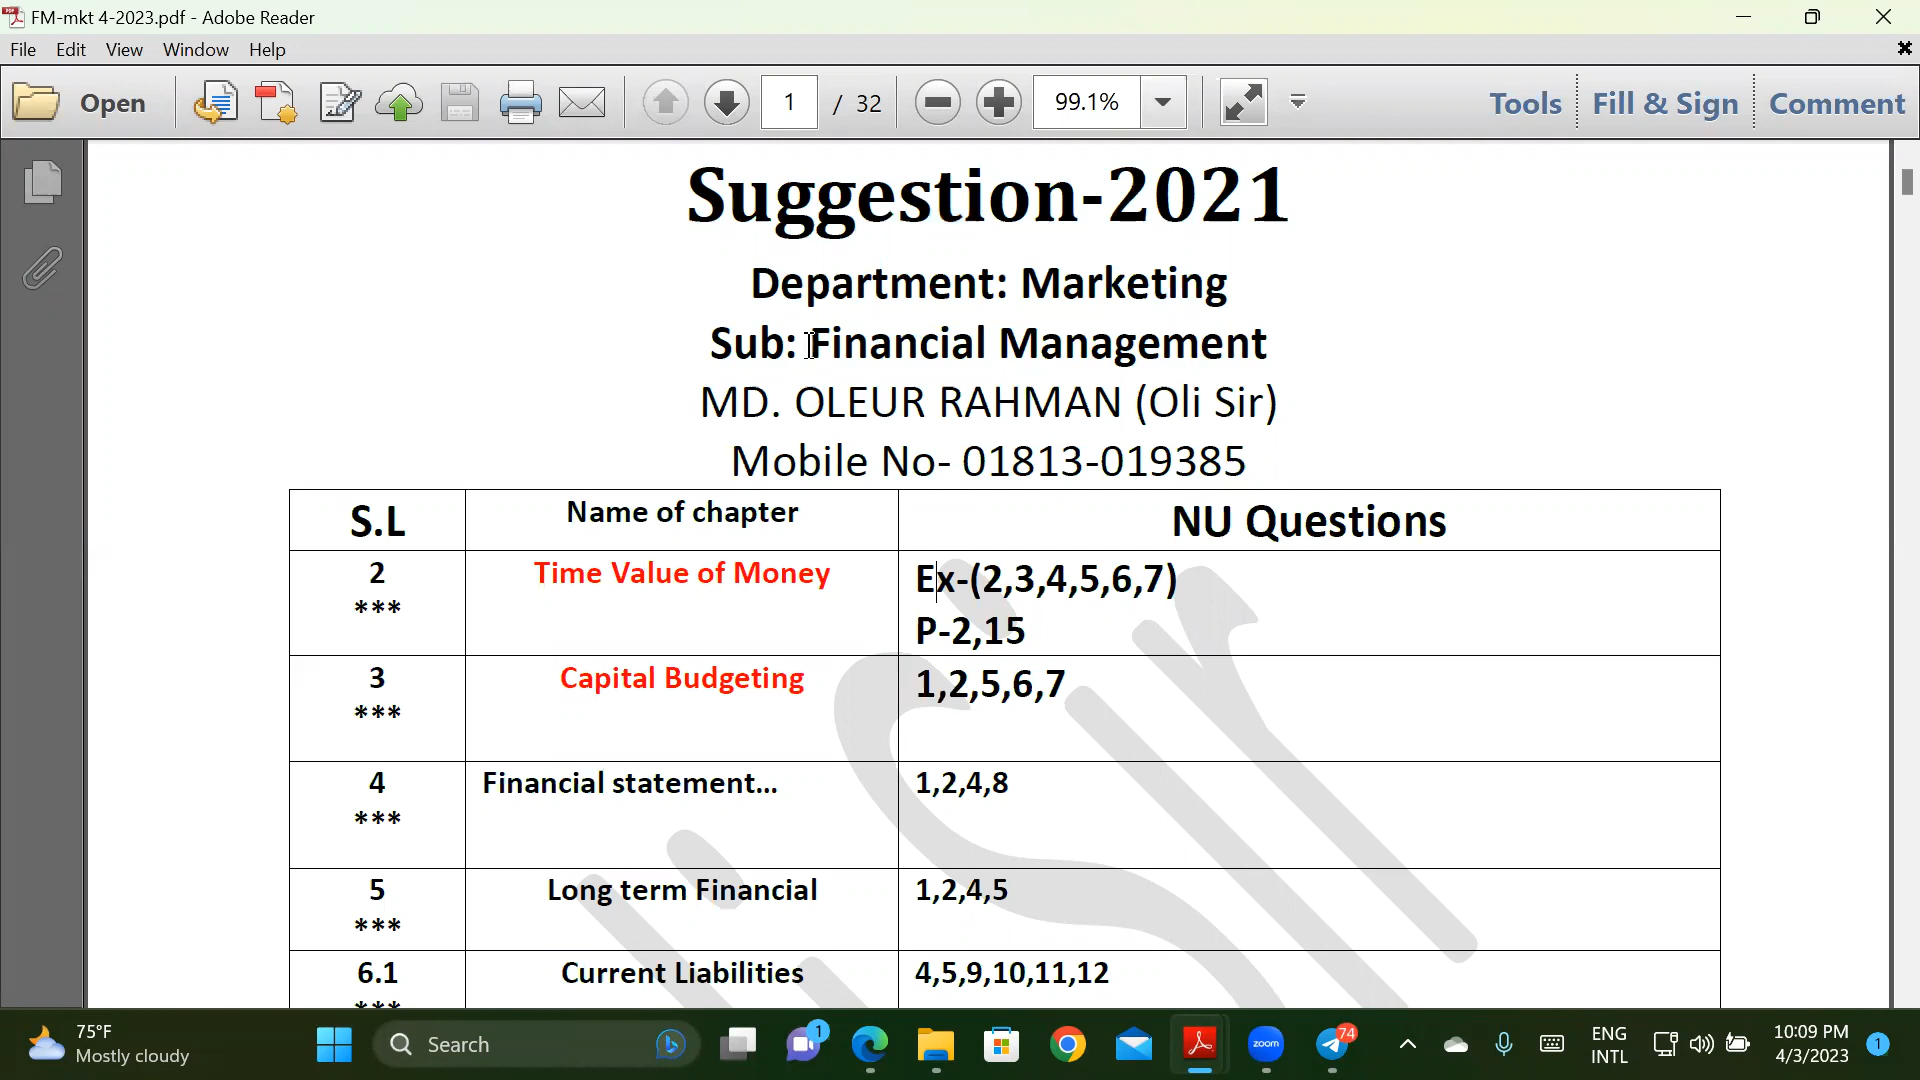 FM-mkt 4-2023.pdf - Adobe Reader
File Edit View Window Help
Open 1 / 32 99.1% Tools Fill & Sign Comment
Suggestion-2021
Department: Marketing
Sub: Financial Management
MD. OLEUR RAHMAN (Oli Sir)
Mobile No- 01813-019385
S.L Name of chapter NU Questions
2 Time Value of Money Ex-(2,3,4,5,6,7)
*** P-2,15
3 Capital Budgeting 1,2,5,6,7
***
4 Financial statement... 1,2,4,8
***
5 Long term Financial 1,2,4,5
***
6.1 Current Liabilities 4,5,9,10,11,12
***
75°F
Mostly cloudy
Search
1
zoom
74
ENG
INTL
10:09 PM
4/3/2023
1